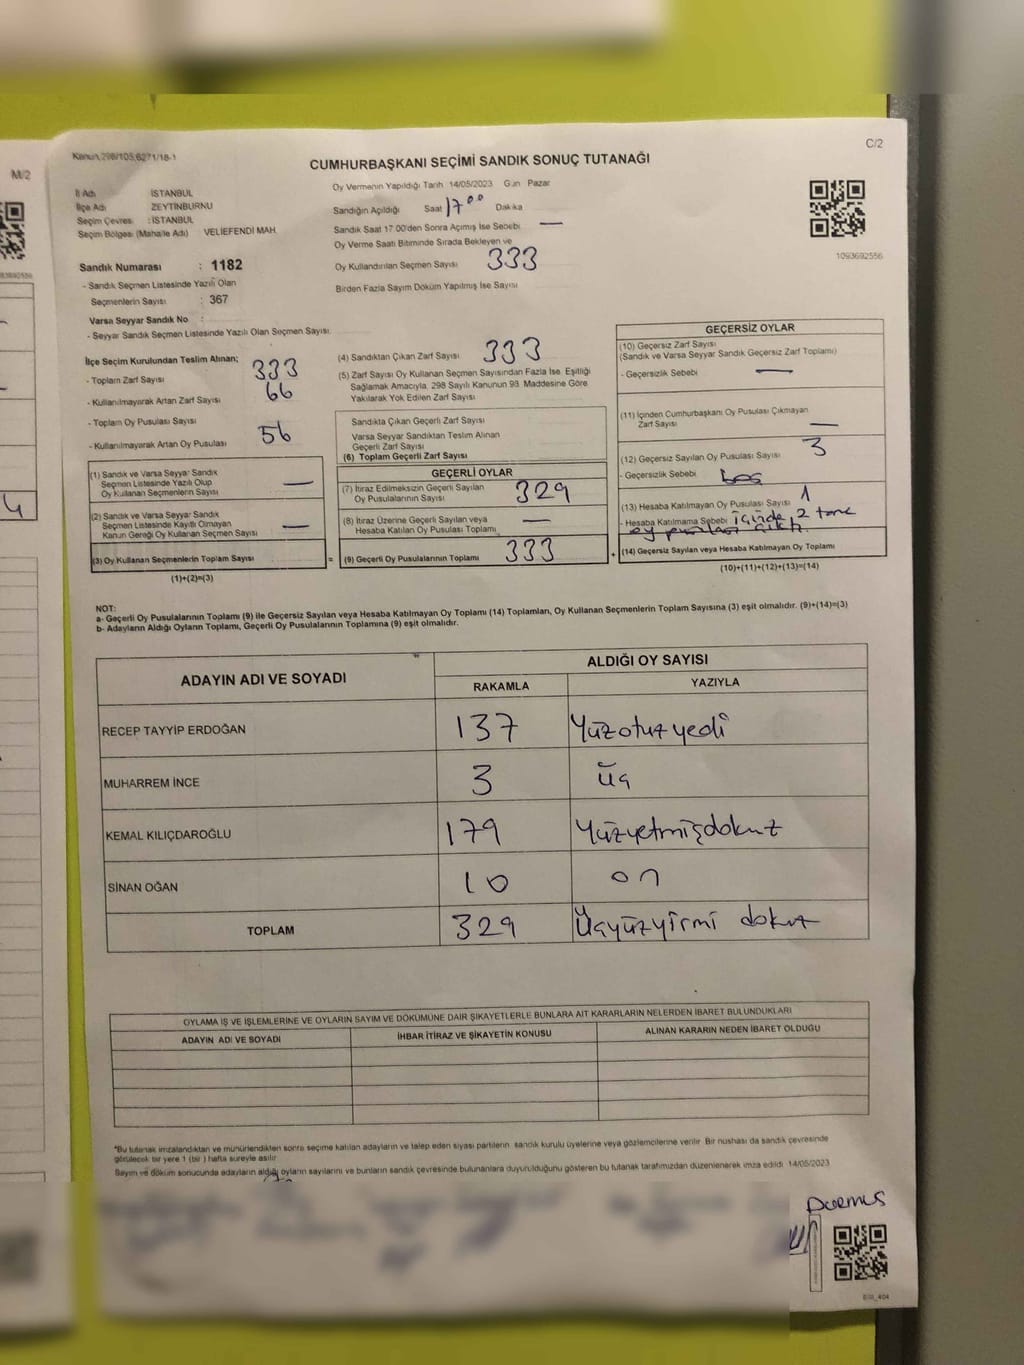 M/2
C/2
Kanun,298/105,6271/18-1
CUMHURBAŞKANI SEÇİMİ SANDIK SONUÇ TUTANAĞI
İl Adı İSTANBUL
İlçe Adı ZEYTİNBURNU
Seçim Çevresi : İSTANBUL
Seçim Bölgesi (Mahalle Adı) VELİEFENDİ MAH.
Oy Vermenin Yapıldığı Tarih 14/05/2023 Gün Pazar
Sandığın Açıldığı Saat 17 00 Dakika
Sandık Saat 17.00'den Sonra Açımış İse Sebebi —
Oy Verme Saati Bitiminde Sırada Bekleyen ve
Oy Kullandırılan Seçmen Sayısı 333
Birden Fazla Sayım Döküm Yapılmış İse Sayısı
1093692556
Sandık Numarası : 1182
- Sandık Seçmen Listesinde Yazılı Olan
Seçmenlerin Sayısı : 367
Varsa Seyyar Sandık No :
- Seyyar Sandık Seçmen Listesinde Yazılı Olan Seçmen Sayısı:
İlçe Seçim Kurulundan Teslim Alınan;
- Toplam Zarf Sayısı 333
- Kullanılmayarak Artan Zarf Sayısı 66
- Toplam Oy Pusulası Sayısı
- Kullanılmayarak Artan Oy Pusulası 56
(1) Sandık ve Varsa Seyyar Sandık
Seçmen Listesinde Yazılı Olup
Oy Kullanan Seçmenlerin Sayısı —
(2) Sandık ve Varsa Seyyar Sandık
Seçmen Listesinde Kayıtlı Olmayan
Kanun Gereği Oy Kullanan Seçmen Sayısı —
(3) Oy Kullanan Seçmenlerin Toplam Sayısı
(1)+(2)=(3)
=
(4) Sandıktan Çıkan Zarf Sayısı 333
(5) Zarf Sayısı Oy Kullanan Seçmen Sayısından Fazla İse, Eşitliği
Sağlamak Amacıyla, 298 Sayılı Kanunun 98. Maddesine Göre
Yakılarak Yok Edilen Zarf Sayısı
Sandıkta Çıkan Geçerli Zarf Sayısı
Varsa Seyyar Sandıktan Teslim Alınan
Geçerli Zarf Sayısı
(6) Toplam Geçerli Zarf Sayısı
GEÇERLİ OYLAR
(7) İtiraz Edilmeksizin Geçerli Sayılan
Oy Pusulalarının Sayısı 329
(8) İtiraz Üzerine Geçerli Sayılan veya
Hesaba Katılan Oy Pusulası Toplamı —
(9) Geçerli Oy Pusulalarının Toplamı 333
+
GEÇERSİZ OYLAR
(10) Geçersiz Zarf Sayısı
(Sandık ve Varsa Seyyar Sandık Geçersiz Zarf Toplamı)
- Geçersizlik Sebebi —
(11) İçinden Cumhurbaşkanı Oy Pusulası Çıkmayan
Zarf Sayısı —
(12) Geçersiz Sayılan Oy Pusulası Sayısı 3
- Geçersizlik Sebebi boş
(13) Hesaba Katılmayan Oy Pusulası Sayısı 1
- Hesaba Katılmama Sebebi içinde 2 tane
oy pusulası çıktı.
(14) Geçersiz Sayılan veya Hesaba Katılmayan Oy Toplamı
(10)+(11)+(12)+(13)=(14)
NOT:
a- Geçerli Oy Pusulalarının Toplamı (9) ile Geçersiz Sayılan veya Hesaba Katılmayan Oy Toplamı (14) Toplamları, Oy Kullanan Seçmenlerin Toplam Sayısına (3) eşit olmalıdır. (9)+(14)=(3)
b- Adayların Aldığı Oyların Toplamı, Geçerli Oy Pusulalarının Toplamına (9) eşit olmalıdır.
ADAYIN ADI VE SOYADI
ALDIĞI OY SAYISI
RAKAMLA YAZIYLA
RECEP TAYYİP ERDOĞAN 137 Yüzotuzyedi
MUHARREM İNCE 3 üç
KEMAL KILIÇDAROĞLU 179 Yüzyetmişdokuz
SİNAN OĞAN 10 on
TOPLAM 329 Üçyüzyirmi dokuz
OYLAMA İŞ VE İŞLEMLERİNE VE OYLARIN SAYIM VE DÖKÜMÜNE DAİR ŞİKAYETLERLE BUNLARA AİT KARARLARIN NELERDEN İBARET BULUNDUKLARI
ADAYIN ADI VE SOYADI İHBAR İTİRAZ VE ŞİKAYETİN KONUSU ALINAN KARARIN NEDEN İBARET OLDUĞU
*Bu tutanak imzalandıktan ve mühürlendikten sonra seçime katılan adayların ve talep eden siyasi partilerin sandık kurulu üyelerine veya gözlemcilerine verilir. Bir nüshası da sandık çevresinde
görülecek bir yere 1 (bir) hafta süreyle asılır
Sayım ve döküm sonucunda adayların aldığı oyların sayılarını ve bunların sandık çevresinde bulunanlara duyurulduğunu gösteren bu tutanak tarafımızdan düzenlenerek imza edildi. 14/05/2023